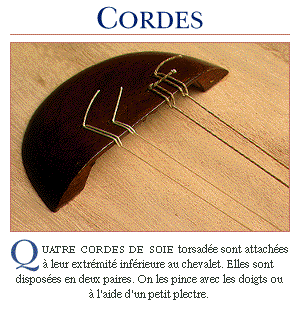 CORDES
QUATRE CORDES DE SOIE torsadée sont attachées
à leur extrémité inférieure au chevalet. Elles sont
disposées en deux paires. On les pince avec les doigts ou
à l'aide d'un petit plectre.